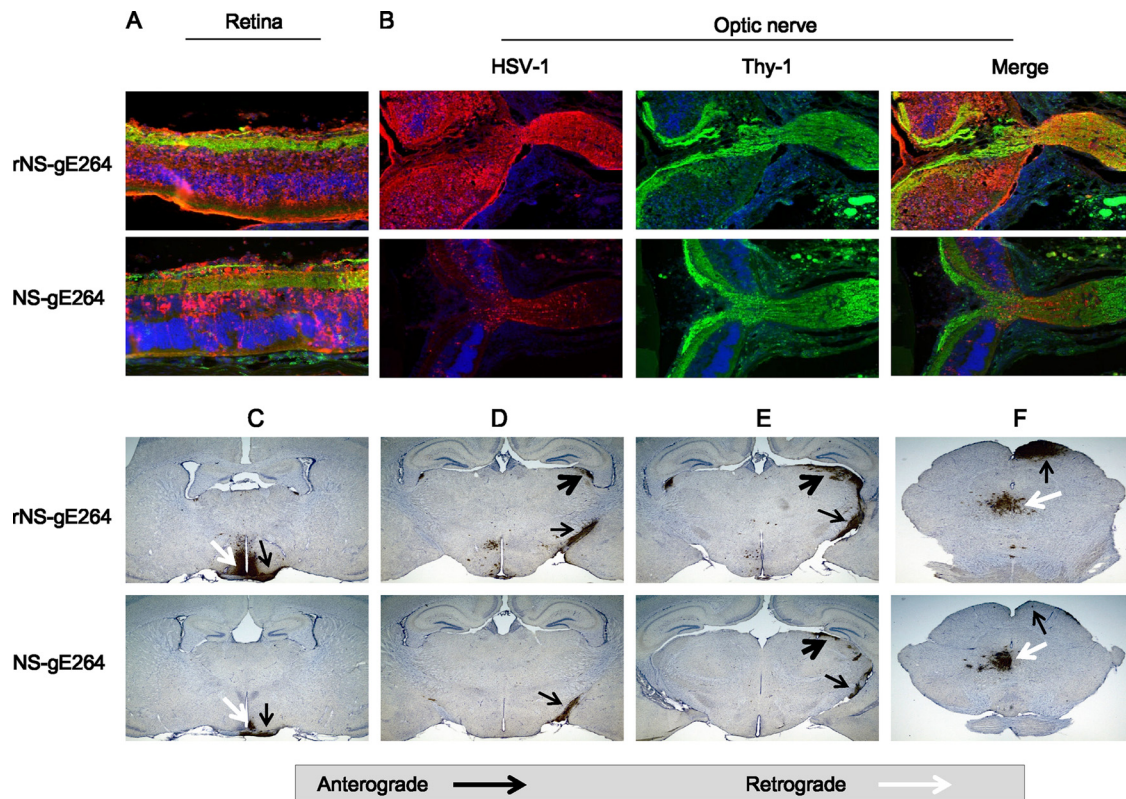 A Retina B Optic nerve
HSV-1 Thy-1 Merge
rNS-gE264
NS-gE264
C D E F
rNS-gE264
NS-gE264
Anterograde Retrograde